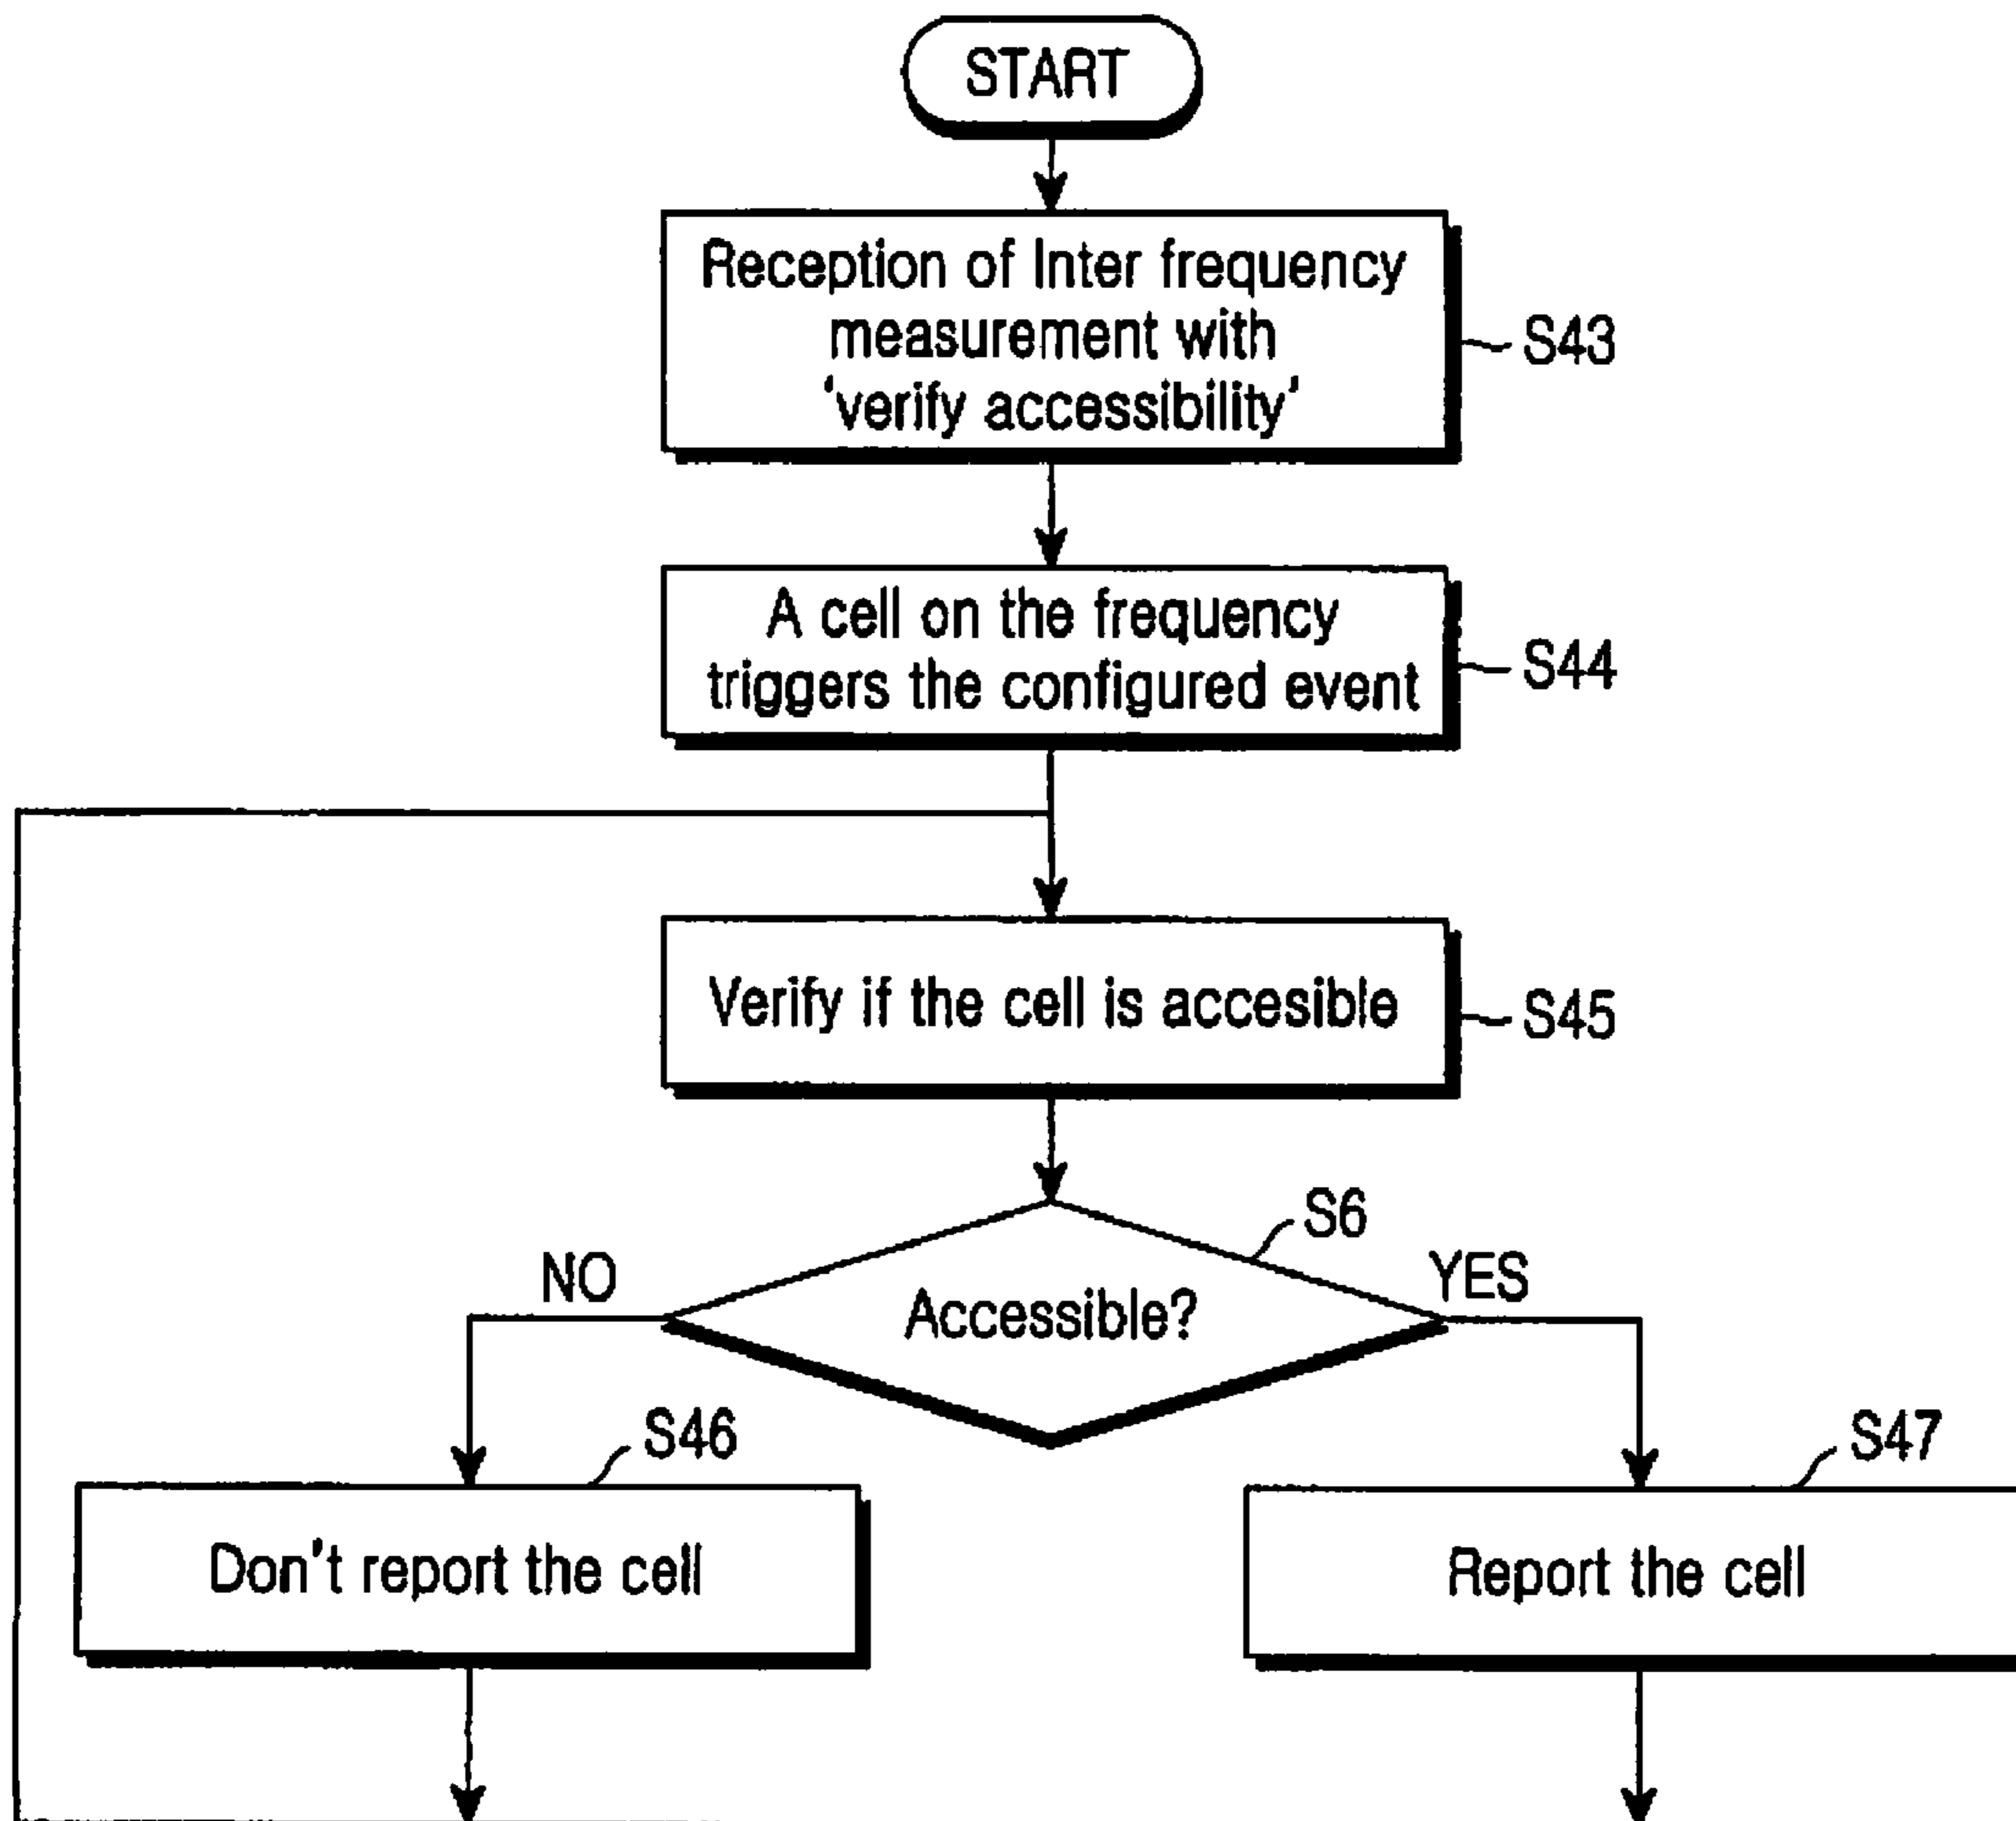 START
Reception of Inter frequency
measurement with
'verify accessibility'
S43
A cell on the frequency
triggers the configured event
S44
Verify if the cell is accesible
S45
S6
NO
YES
Accessible?
S46
S47
Don't report the cell
Report the cell